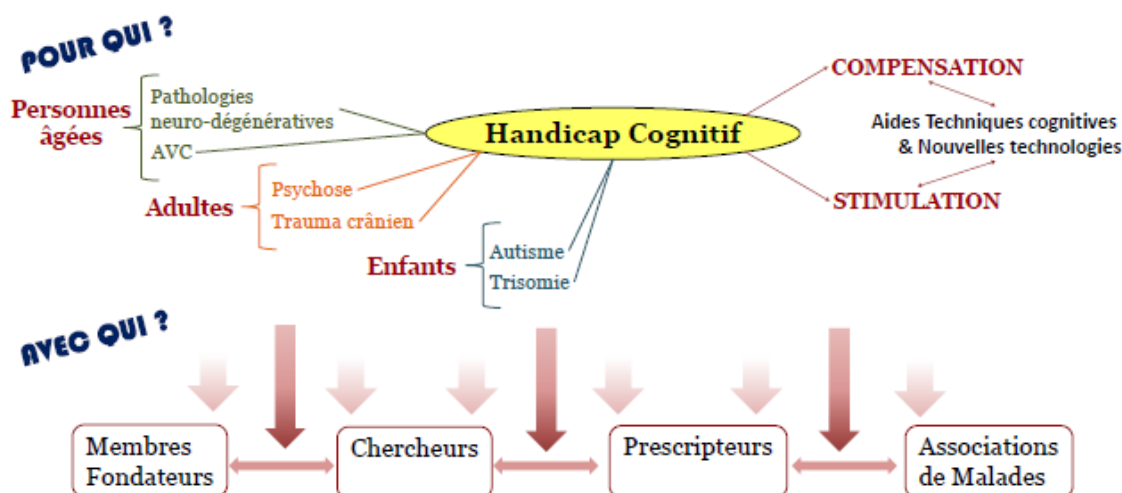 POUR QUI ?
Personnes
âgées
Pathologies
neuro-dégénératives
AVC
Adultes
Psychose
Trauma crânien
Enfants
Autisme
Trisomie
Handicap Cognitif
COMPENSATION
Aides Techniques cognitives
& Nouvelles technologies
STIMULATION
AVEC QUI ?
Membres
Fondateurs
Chercheurs
Prescripteurs
Associations
de Malades